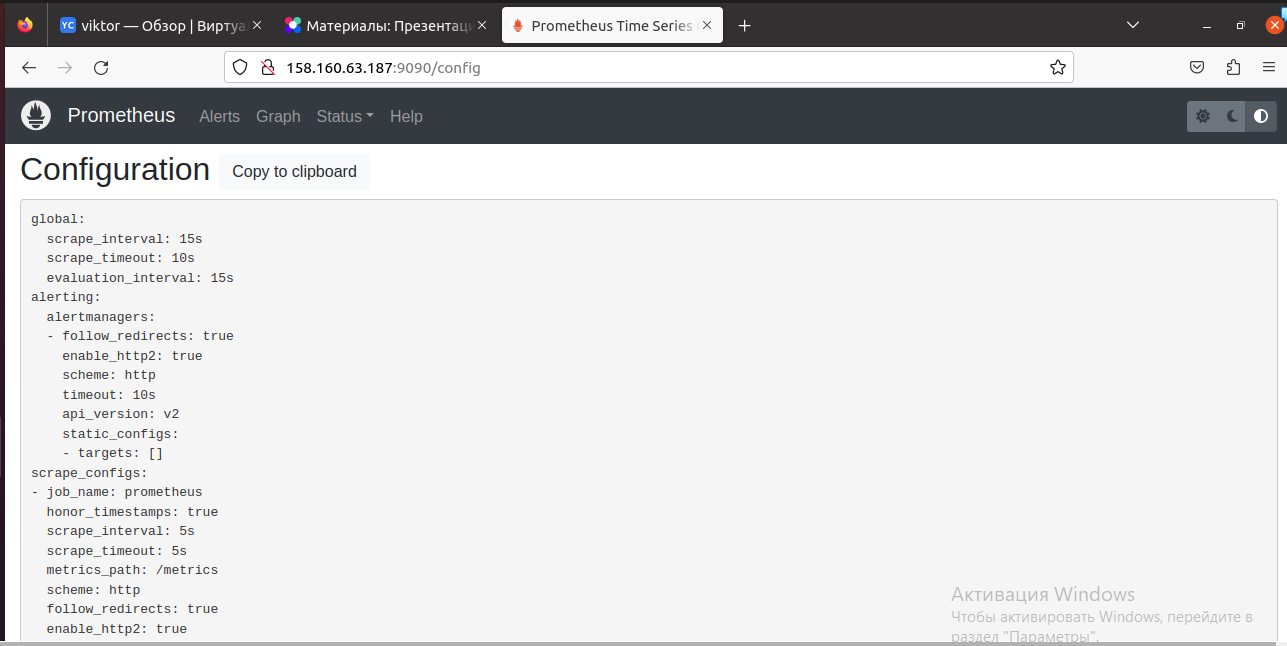 YC viktor — Обзор | Виртуа
Материалы: Презентаци
Prometheus Time Series
158.160.63.187:9090/config
Prometheus Alerts Graph Status Help
Configuration Copy to clipboard
global:
  scrape_interval: 15s
  scrape_timeout: 10s
  evaluation_interval: 15s
alerting:
  alertmanagers:
  - follow_redirects: true
    enable_http2: true
    scheme: http
    timeout: 10s
    api_version: v2
    static_configs:
    - targets: []
scrape_configs:
- job_name: prometheus
  honor_timestamps: true
  scrape_interval: 5s
  scrape_timeout: 5s
  metrics_path: /metrics
  scheme: http
  follow_redirects: true
  enable_http2: true
Активация Windows
Чтобы активировать Windows, перейдите в
раздел "Параметры".